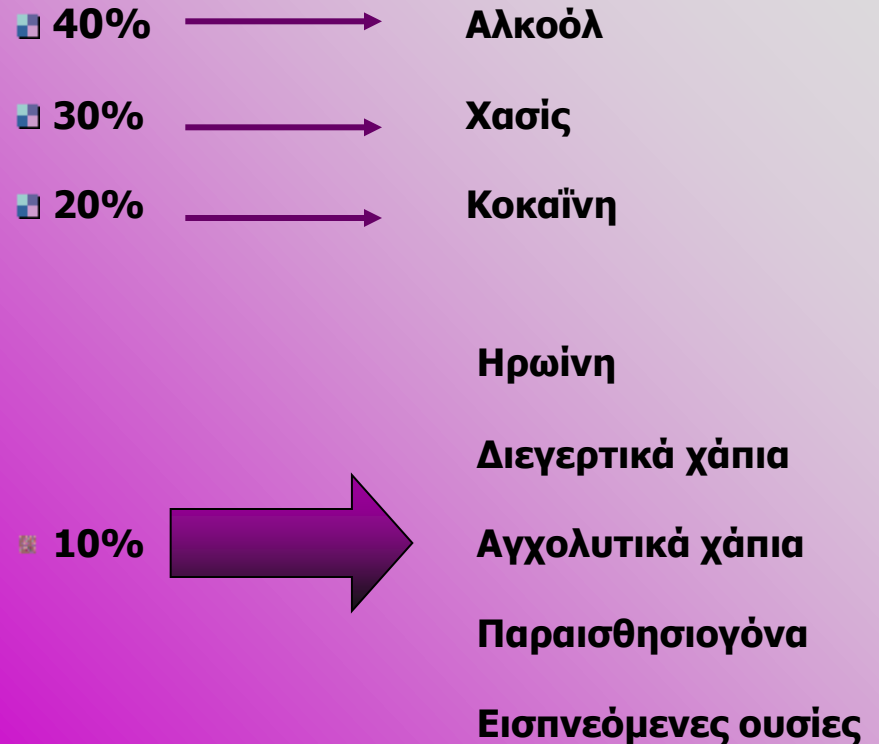 40% Αλκοόλ
30% Χασίς
20% Κοκαΐνη
Ηρωίνη
Διεγερτικά χάπια
10% Αγχολυτικά χάπια
Παραισθησιογόνα
Εισπνεόμενες ουσίες